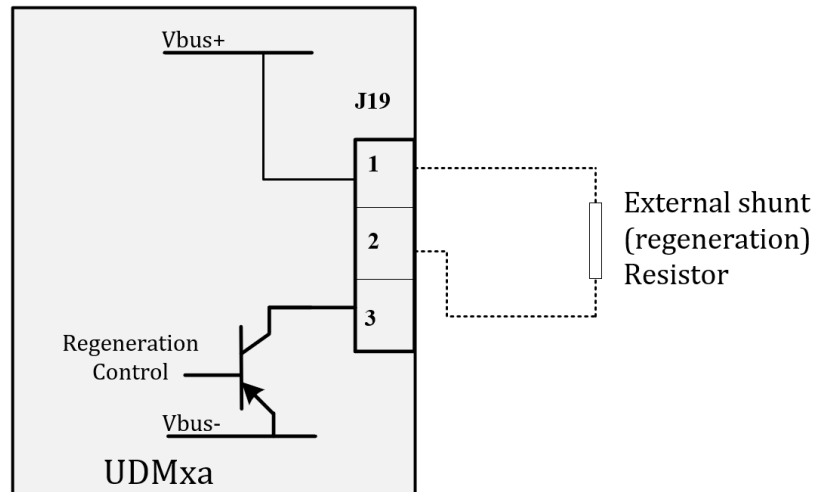 Vbus+
J19
1
2
3
External shunt
(regeneration)
Resistor
Regeneration
Control
Vbus-
UDMxa